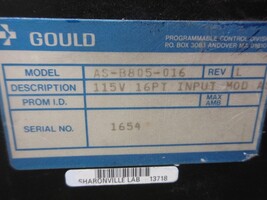 GOULD
PROGRAMMABLE CONTROL DIVISION
P.O. BOX 3083 ANDOVER MA
MODEL AS-B805-016 REV L
DESCRIPTION 115V 16PT INPUT MOD
PROM I.D. MAX AMB
SERIAL NO. 1654
SHARONVILLE LAB 13718